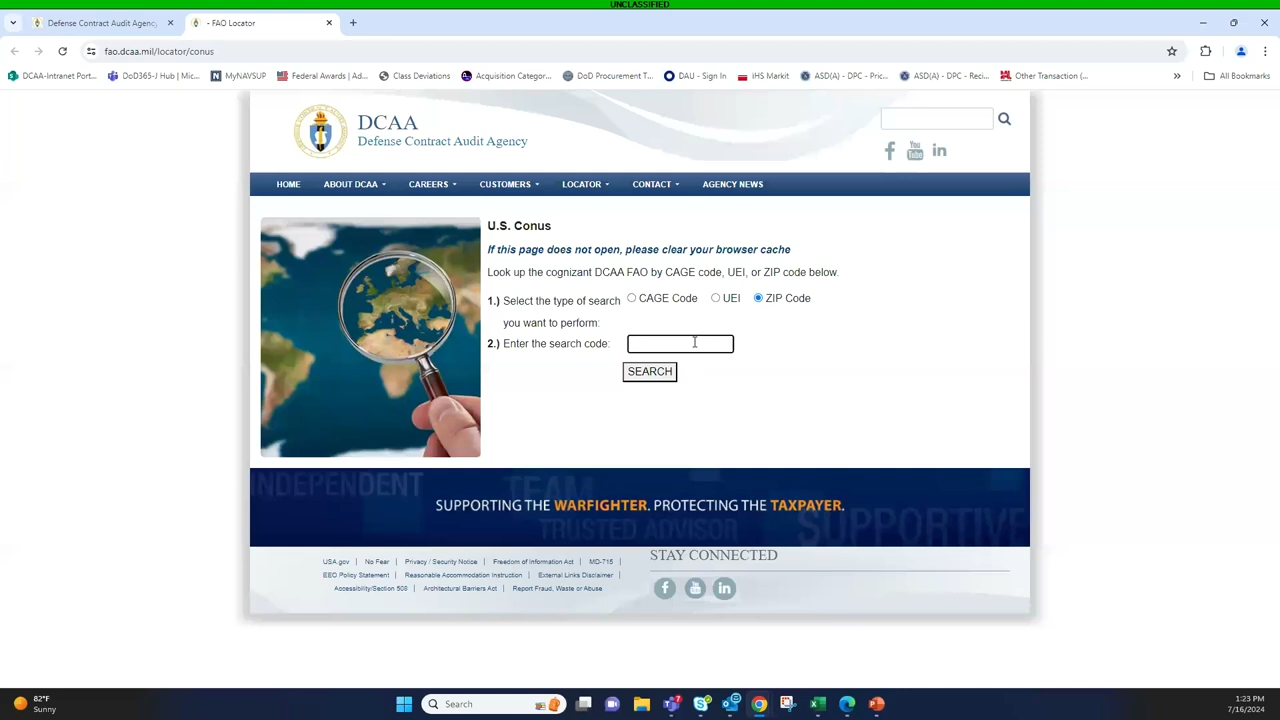 UNCLASSIFIED
Defense Contract Audit Agency
- FAO Locator
fao.dcaa.mil/locator/conus
DCAA-Intranet Port...
DoD365-J Hub | Mic...
MyNAVSUP
Federal Awards | Ad...
Class Deviations
Acquisition Categor...
DoD Procurement T...
DAU - Sign In
iHS Markit
ASD(A) - DPC - Pric...
ASD(A) - DPC - Reci...
Other Transaction (...
»
All Bookmarks
DCAA
Defense Contract Audit Agency
You Tube
in
HOME
ABOUT DCAA
CAREERS
CUSTOMERS
LOCATOR
CONTACT
AGENCY NEWS
U.S. Conus
If this page does not open, please clear your browser cache
Look up the cognizant DCAA FAO by CAGE code, UEI, or ZIP code below.
1.) Select the type of search you want to perform:
CAGE Code
UEI
ZIP Code
2.) Enter the search code:
SEARCH
INDEPENDENT
TEAM
TRUSTED ADVISOR
SUPPORTIVE
SUPPORTING THE WARFIGHTER. PROTECTING THE TAXPAYER.
USA.gov | No Fear | Privacy / Security Notice | Freedom of Information Act | MD-715 |
EEO Policy Statement | Reasonable Accommodation Instruction | External Links Disclaimer |
Accessibility/Section 508 | Architectural Barriers Act | Report Fraud, Waste or Abuse
STAY CONNECTED
82°F
Sunny
Search
1:23 PM
7/16/2024